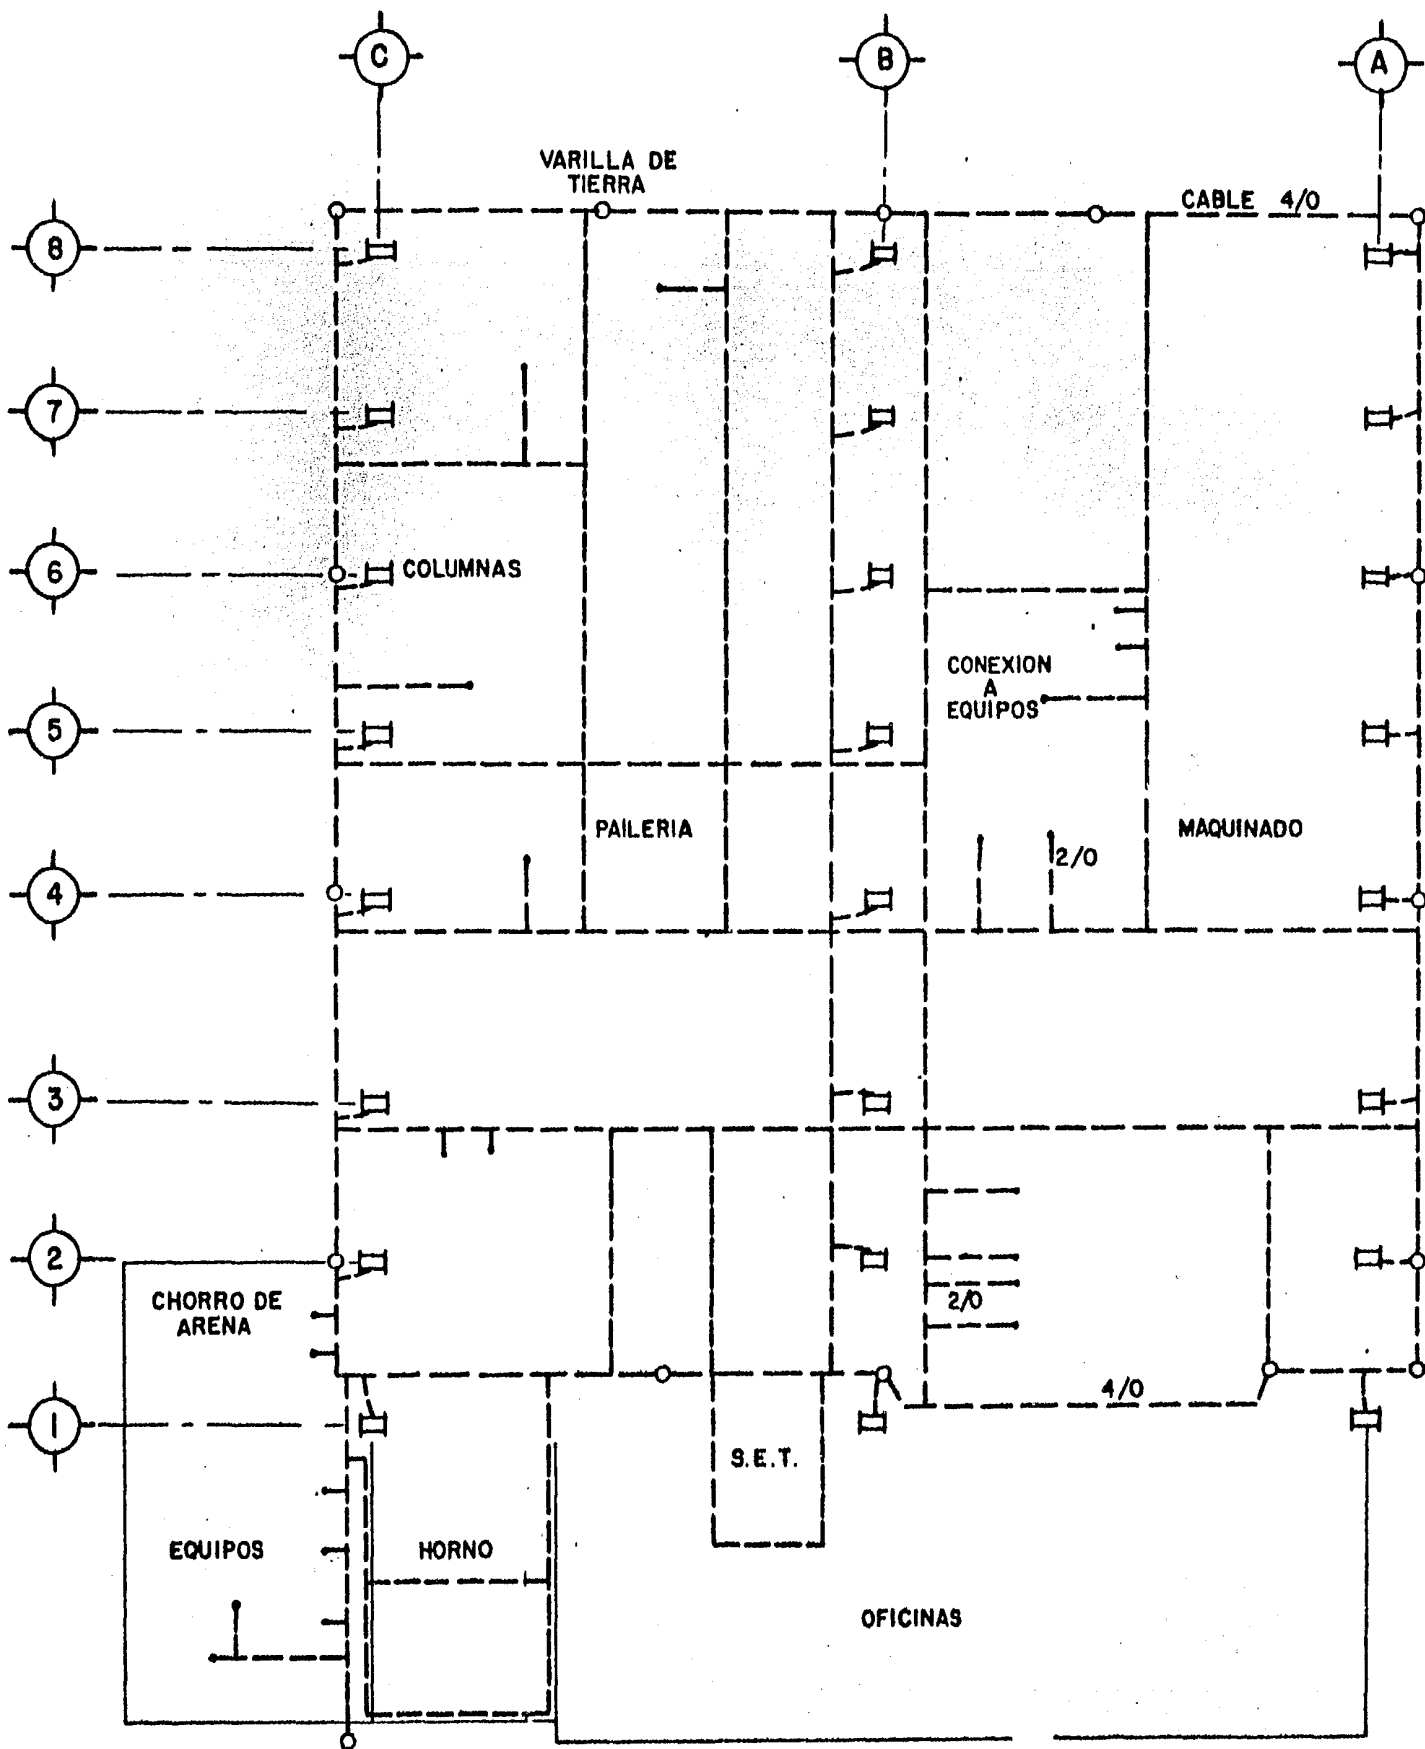 C
B
A
VARILLA DE
TIERRA
CABLE 4/0
8
7
6
COLUMNAS
CONEXION
A
EQUIPOS
5
PAILERIA
MAQUINADO
2/0
4
3
2
CHORRO DE
ARENA
2/0
4/0
1
S.E.T.
EQUIPOS
HORNO
OFICINAS